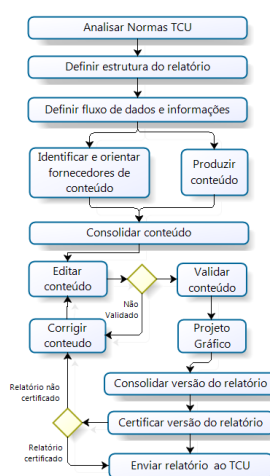 Analisar Normas TCU
Definir estrutura do relatório
Definir fluxo de dados e informações
Identificar e orientar
fornecedores de
conteúdo
Produzir
conteúdo
Consolidar conteúdo
Editar
conteúdo
Não
Validado
Validar
conteúdo
Corrigir
conteudo
Projeto
Gráfico
Relatório não
certificado
Consolidar versão do relatório
Certificar versão do relatório
Relatório
certificado
Enviar relatório ao TCU